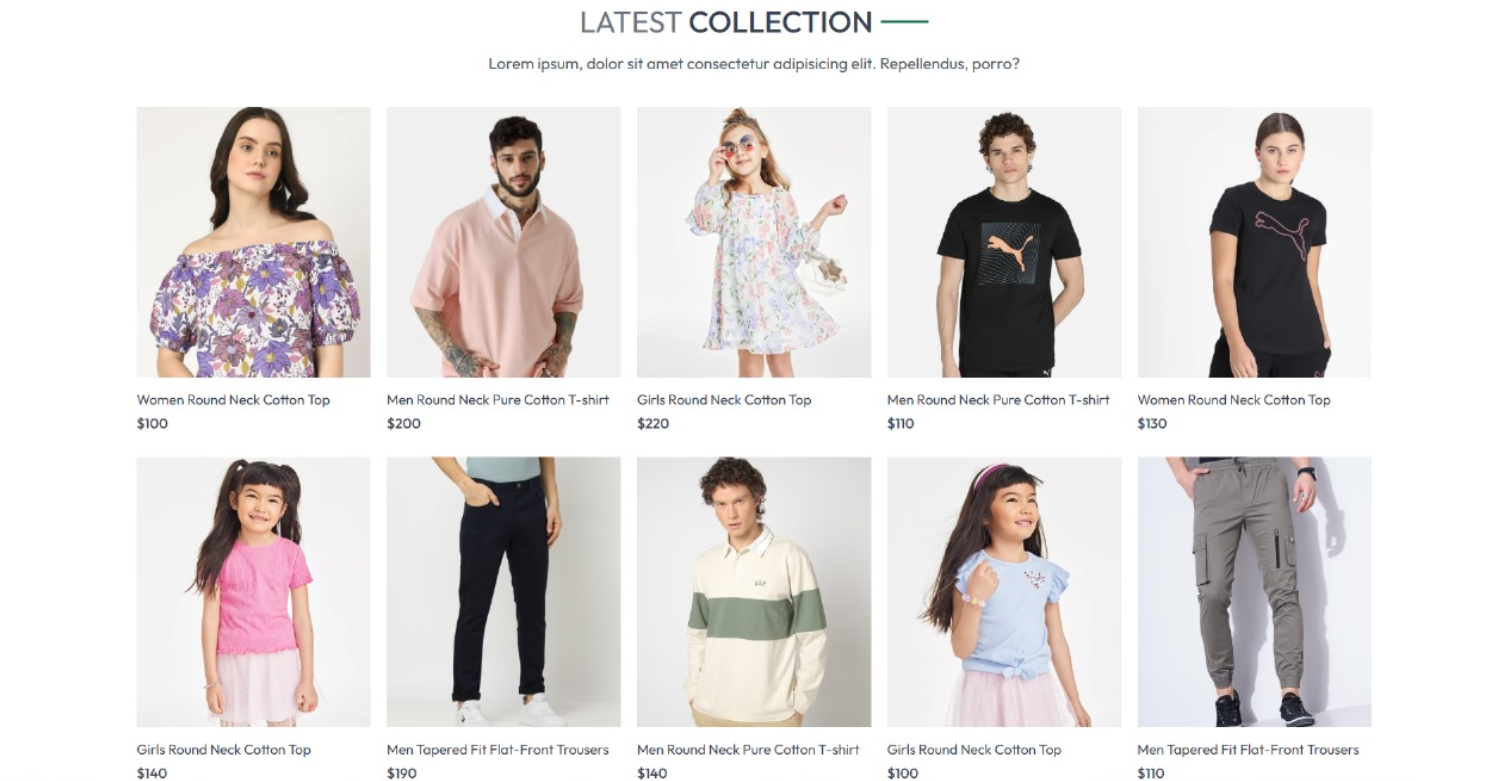 LATEST COLLECTION
Lorem ipsum, dolor sit amet consectetur adipisicing elit. Repellendus, porro?
Women Round Neck Cotton Top
$100
Men Round Neck Pure Cotton T-shirt
$200
Girls Round Neck Cotton Top
$220
Men Round Neck Pure Cotton T-shirt
$110
Women Round Neck Cotton Top
$130
GAP
Girls Round Neck Cotton Top
$140
Men Tapered Fit Flat-Front Trousers
$190
Men Round Neck Pure Cotton T-shirt
$140
Girls Round Neck Cotton Top
$100
Men Tapered Fit Flat-Front Trousers
$110